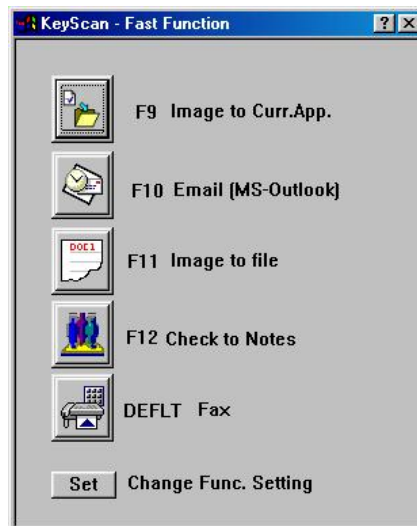 KeyScan - Fast Function
F9 Image to Curr.App.
F10 Email (MS-Outlook)
DOC1
F11 Image to file
F12 Check to Notes
DEFLT Fax
Set Change Func. Setting